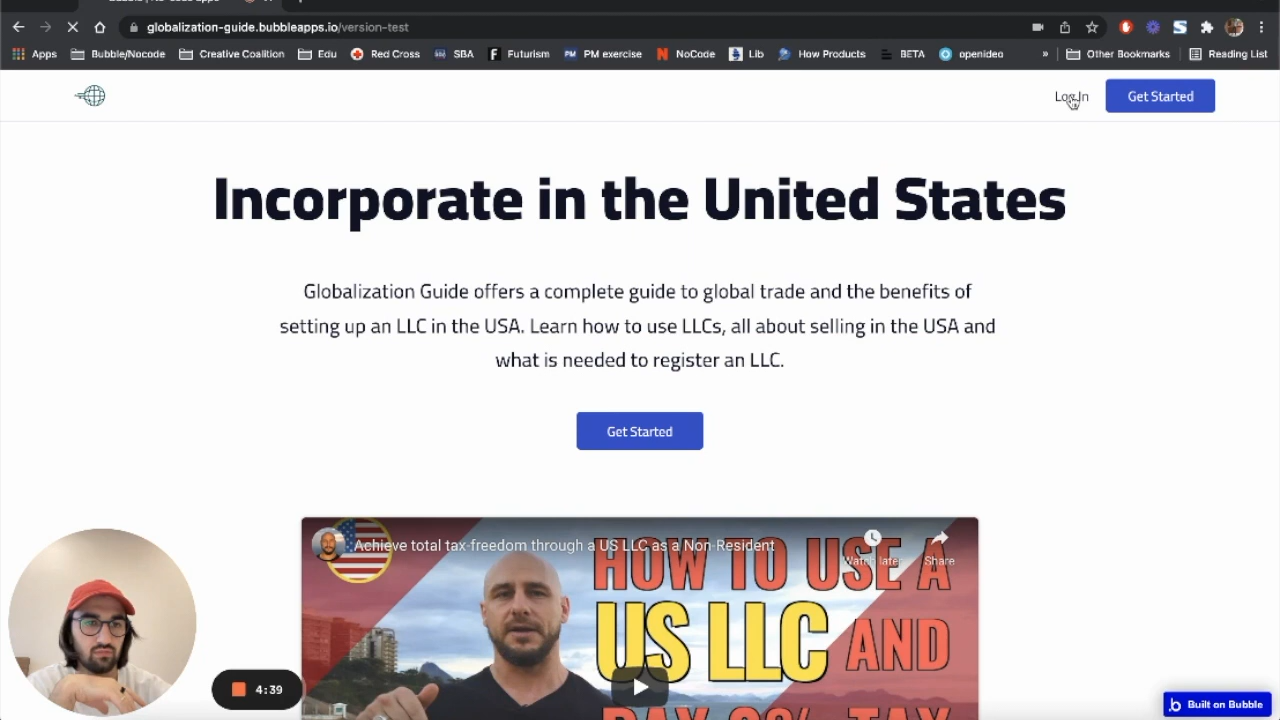 globalization-guide.bubbleapps.io/version-test
Apps Bubble/Nocode Creative Coalition Edu Red Cross SBA Futurism PM exercise NoCode Lib How Products BETA openideo » Other Bookmarks Reading List
Log In Get Started
Incorporate in the United States
Globalization Guide offers a complete guide to global trade and the benefits of
setting up an LLC in the USA. Learn how to use LLCs, all about selling in the USA and
what is needed to register an LLC.
Get Started
Achieve total tax-freedom through a US LLC as a Non-Resident
Watch later Share
HOW TO USE A
US LLC AND
4:39
Built on Bubble